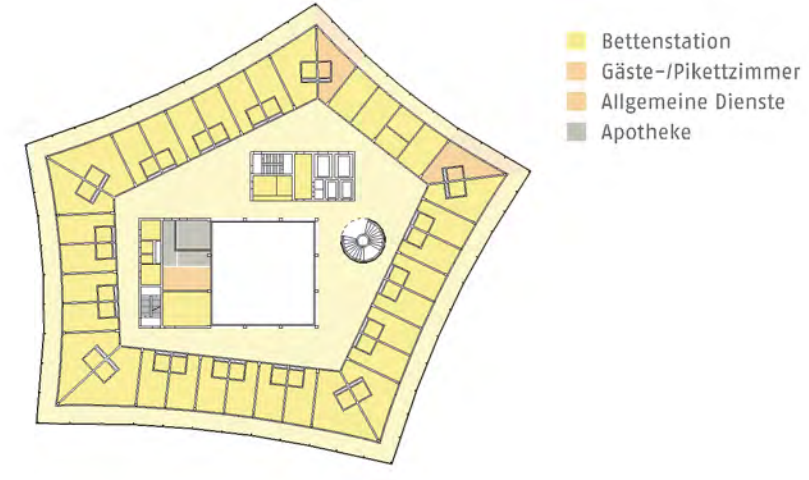 Bettenstation
Gäste-/Pikettzimmer
Allgemeine Dienste
Apotheke